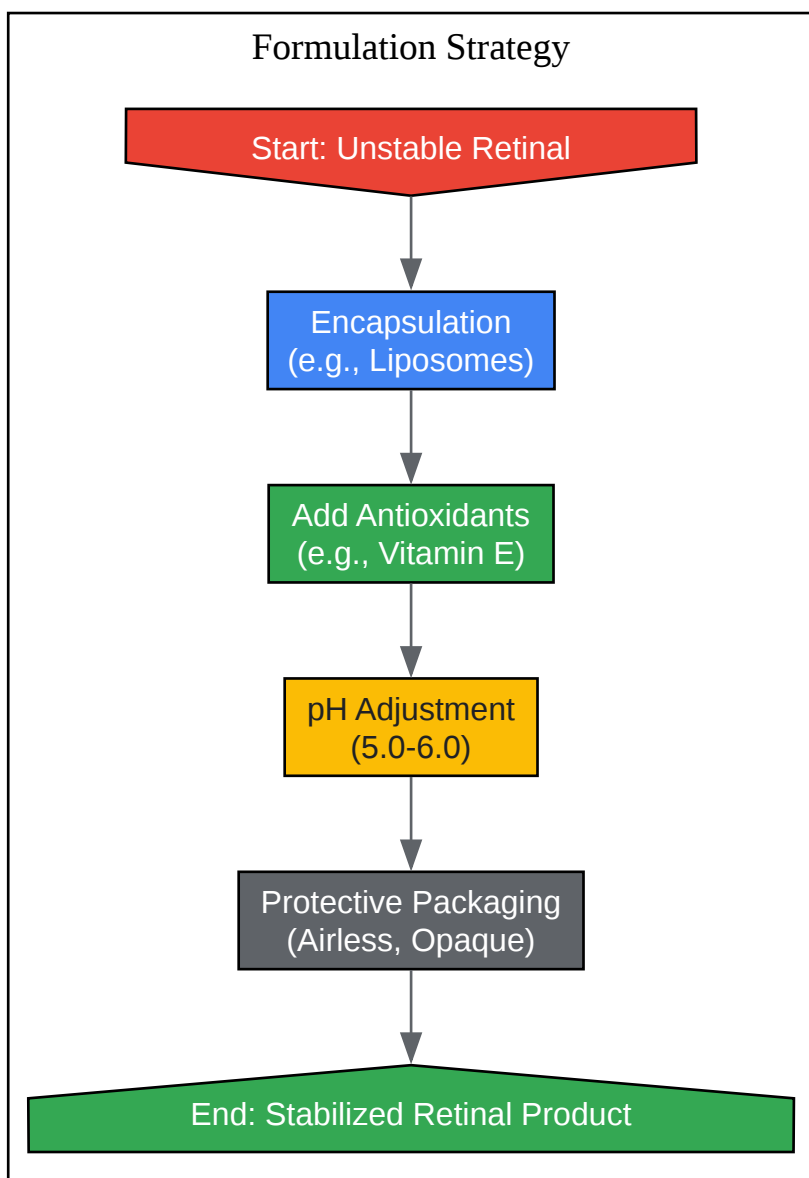 Formulation Strategy
Start: Unstable Retinal
Encapsulation
(e.g., Liposomes)
Add Antioxidants
(e.g., Vitamin E)
pH Adjustment
(5.0-6.0)
Protective Packaging
(Airless, Opaque)
End: Stabilized Retinal Product